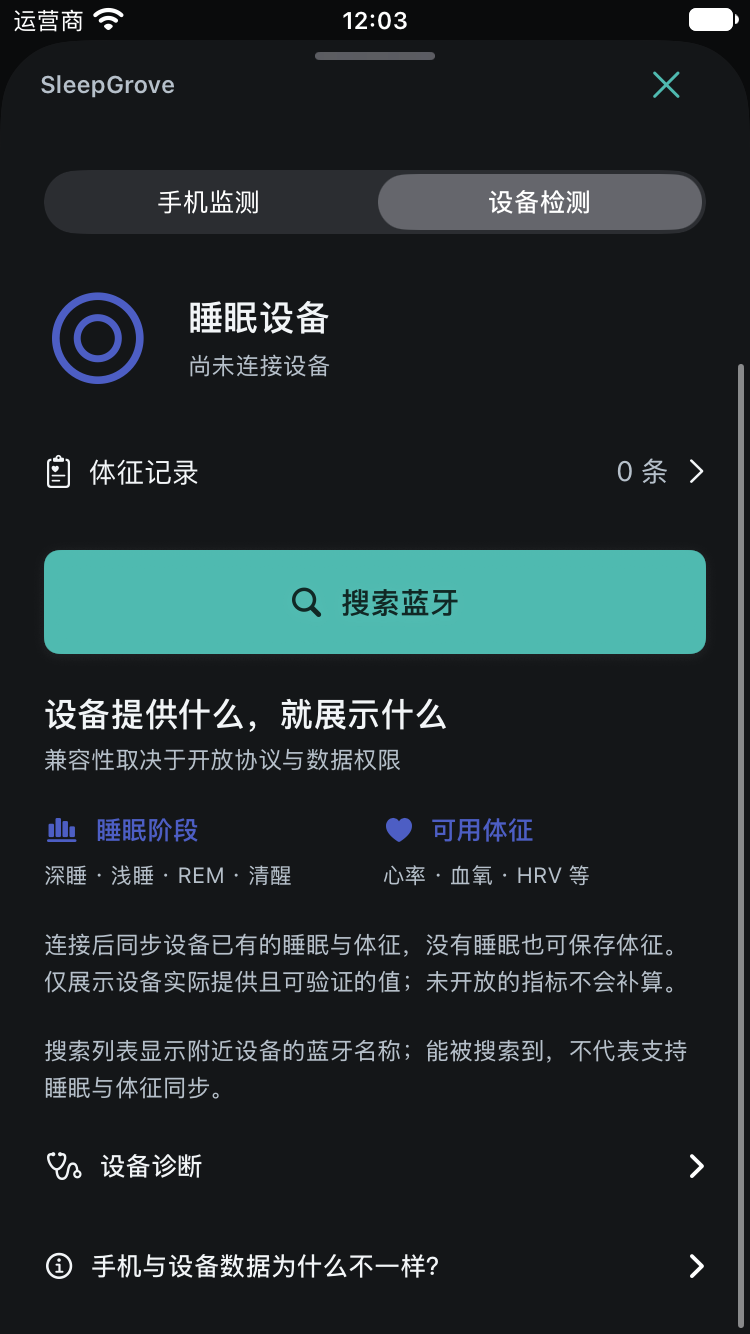 运营商
12:03
SleepGrove
手机监测
设备检测
睡眠设备
尚未连接设备
体征记录
0 条
搜索蓝牙
设备提供什么，就展示什么
兼容性取决于开放协议与数据权限
睡眠阶段
可用体征
深睡 · 浅睡 · REM · 清醒
心率 · 血氧 · HRV 等
连接后同步设备已有的睡眠与体征，没有睡眠也可保存体征。
仅展示设备实际提供且可验证的值；未开放的指标不会补算。
搜索列表显示附近设备的蓝牙名称；能被搜索到，不代表支持
睡眠与体征同步。
设备诊断
手机与设备数据为什么不一样?